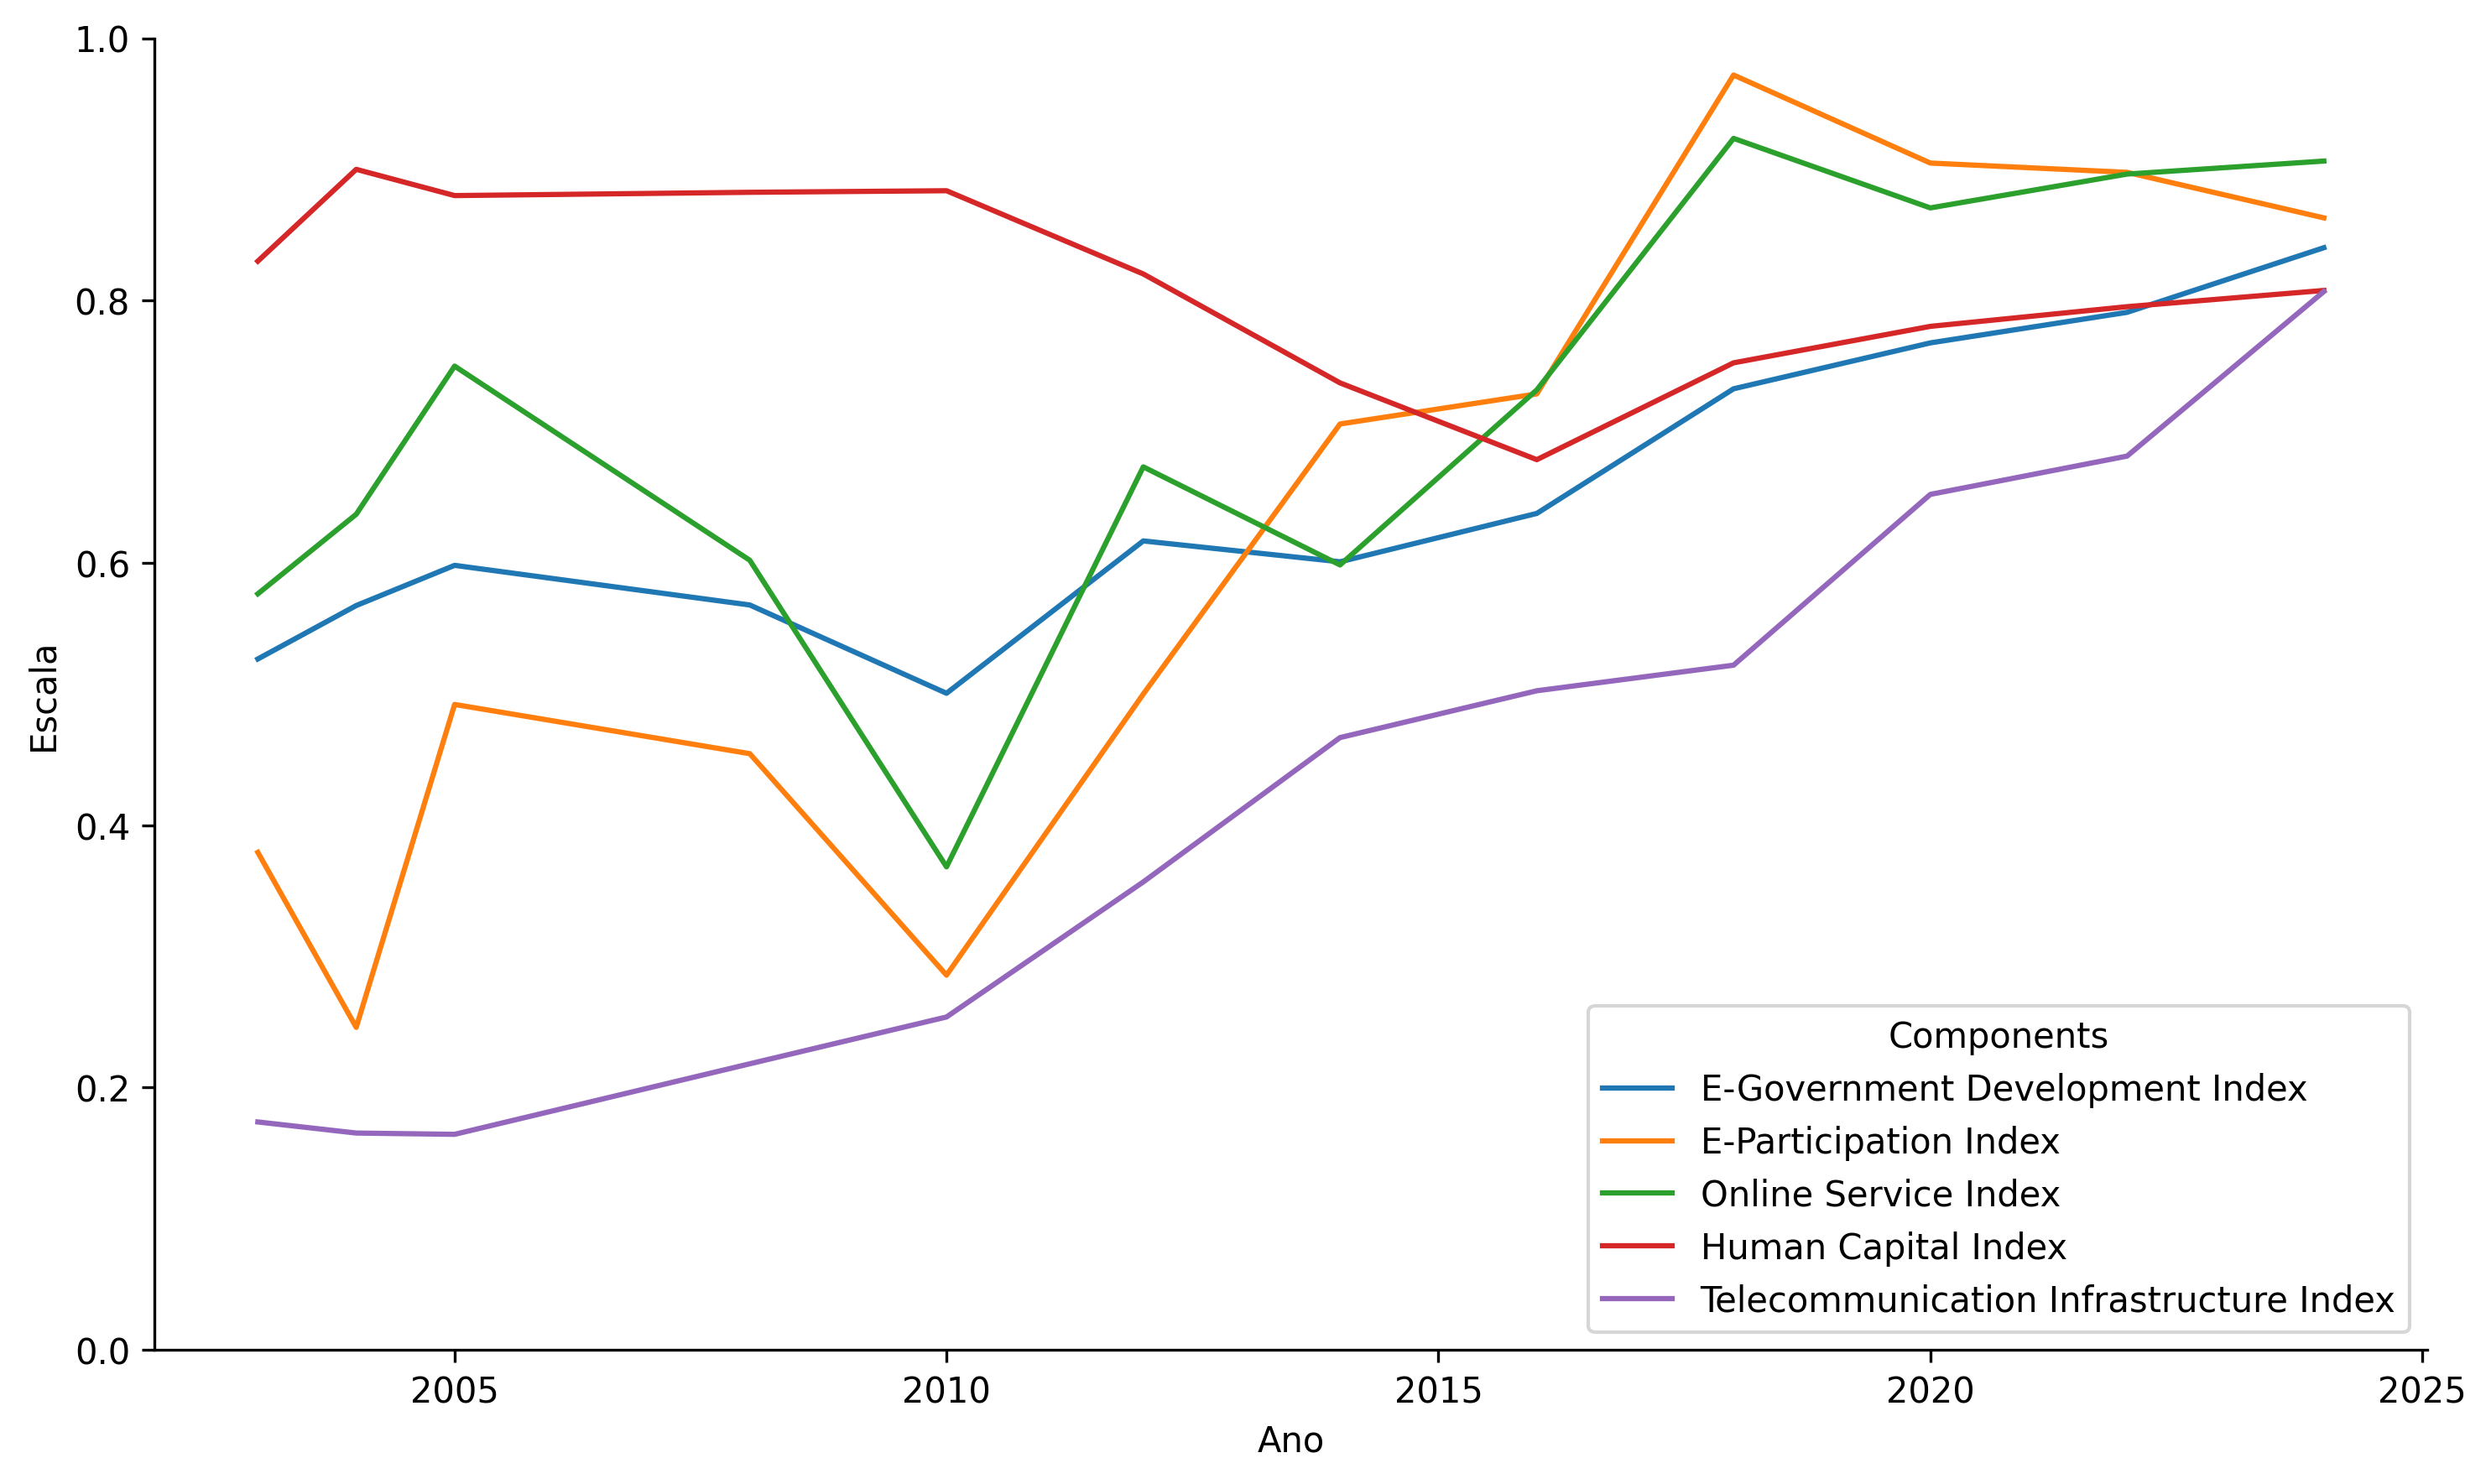 1.0
0.8
0.6
0.4
0.2
0.0
Escala
2005 2010 2015 2020 2025
Ano
Components
E-Government Development Index
E-Participation Index
Online Service Index
Human Capital Index
Telecommunication Infrastructure Index